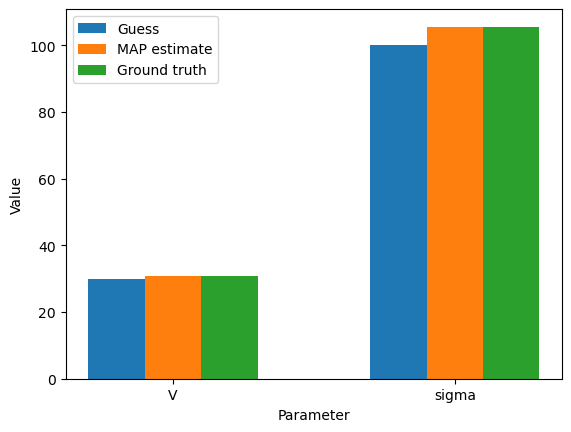 Guess
MAP estimate
Ground truth
Value
100
80
60
40
20
0
V sigma
Parameter